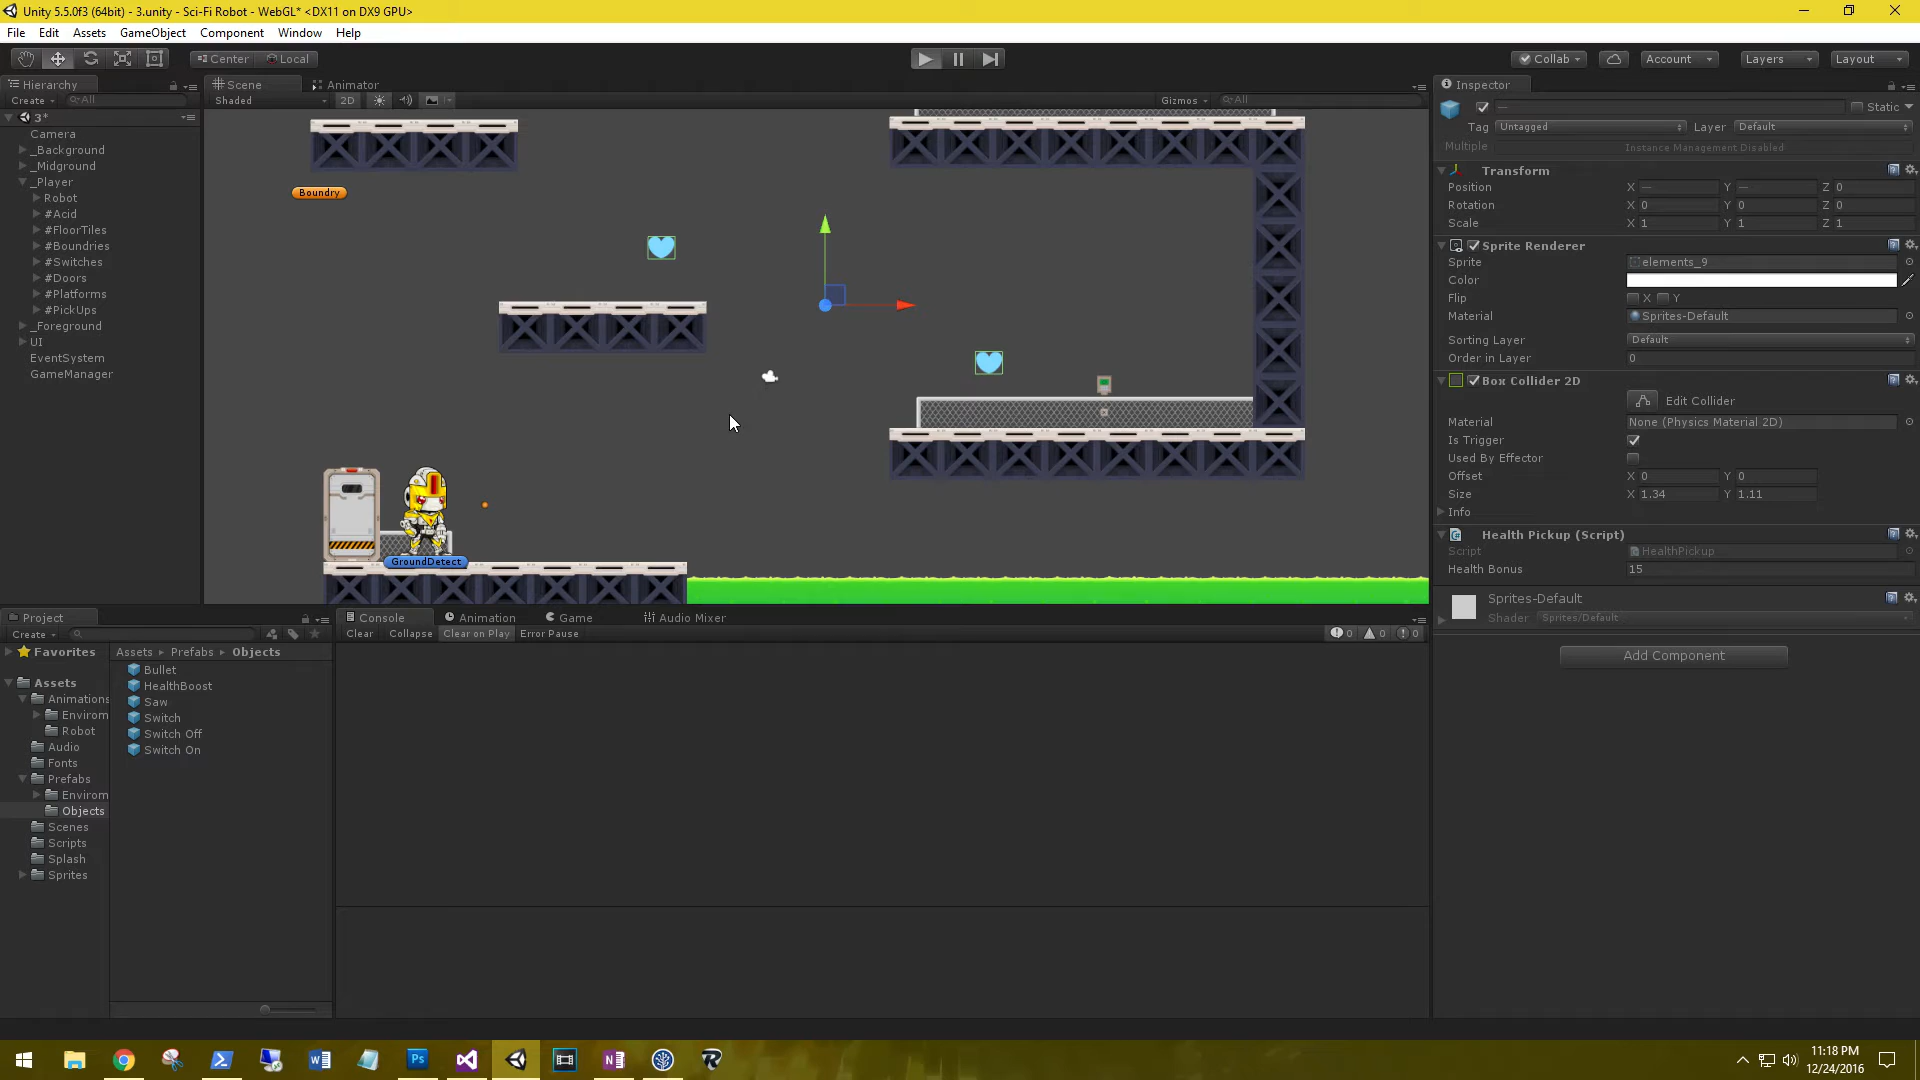 Unity 5.5.0f3 (64bit) - 3.unity - Sci-Fi Robot - WebGL* <DX11 on DX9 GPU>
File Edit Assets GameObject Component Window Help
Center Local Collab Account Layers Layout
Hierarchy
Create All
3*
Camera
_Background
_Midground
_Player
Robot
#Acid
#FloorTiles
#Boundries
#Switches
#Doors
#Platforms
#PickUps
_Foreground
UI
EventSystem
GameManager
Scene Animator
Shaded 2D Gizmos All
Boundry
GroundDetect
Inspector
— Static
Tag Untagged Layer Default
Multiple Instance Management Disabled
Transform
Position X — Y — Z 0
Rotation X 0 Y 0 Z 0
Scale X 1 Y 1 Z 1
Sprite Renderer
Sprite elements_9
Color
Flip X Y
Material Sprites-Default
Sorting Layer Default
Order in Layer 0
Box Collider 2D
Edit Collider
Material None (Physics Material 2D)
Is Trigger
Used By Effector
Offset X 0 Y 0
Size X 1.34 Y 1.11
Info
Health Pickup (Script)
Script HealthPickup
Health Bonus 15
Sprites-Default
Shader Sprites/Default
Add Component
Project
Create
Favorites
Assets
Animations
Envirom
Robot
Audio
Fonts
Prefabs
Envirom
Objects
Scenes
Scripts
Splash
Sprites
Assets ▸ Prefabs ▸ Objects
Bullet
HealthBoost
Saw
Switch
Switch Off
Switch On
Console Animation Game Audio Mixer
Clear Collapse Clear on Play Error Pause 0 0 0
11:18 PM
12/24/2016